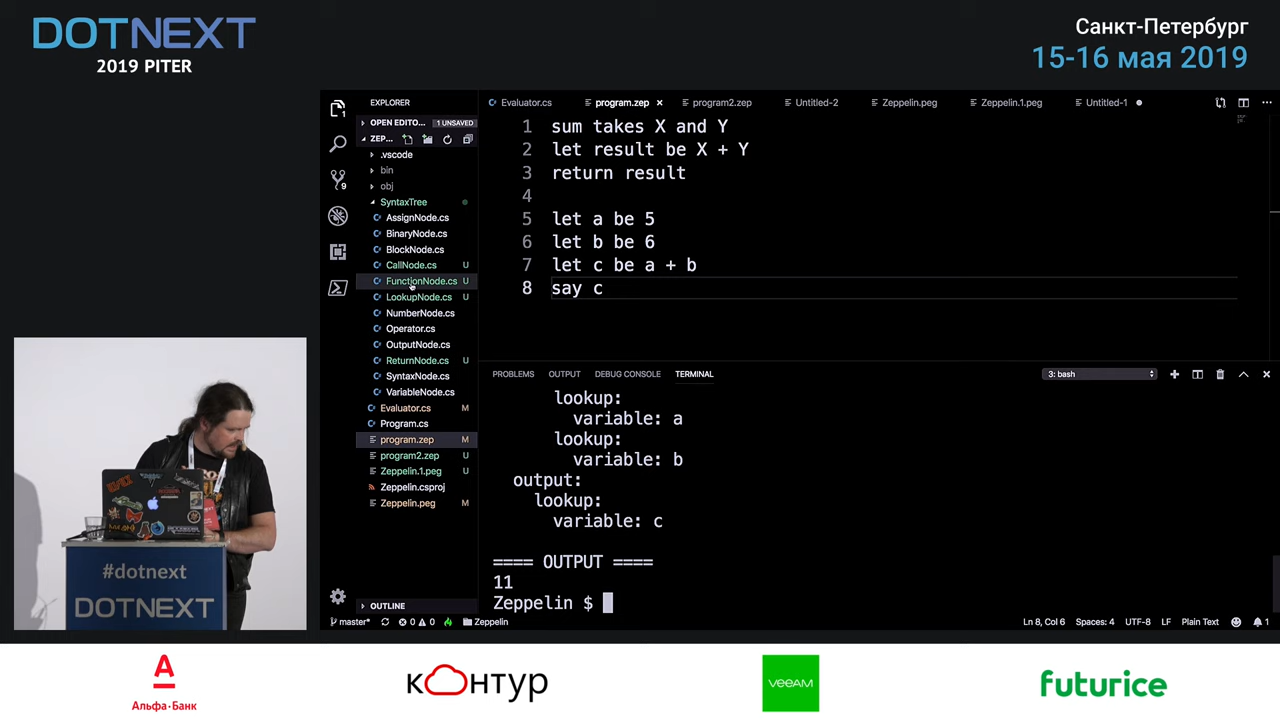 DOTNEXT
2019 PITER
Санкт-Петербург
15-16 мая 2019
EXPLORER
OPEN EDITO... 1 UNSAVED
ZEP...
.vscode
bin
obj
SyntaxTree
AssignNode.cs
BinaryNode.cs
BlockNode.cs
CallNode.cs U
FunctionNode.cs U
LookupNode.cs U
NumberNode.cs
Operator.cs
OutputNode.cs
ReturnNode.cs U
SyntaxNode.cs
VariableNode.cs
Evaluator.cs M
Program.cs
program.zep M
program2.zep U
Zeppelin.1.peg U
Zeppelin.csproj
Zeppelin.peg M
OUTLINE
Evaluator.cs program.zep program2.zep Untitled-2 Zeppelin.peg Zeppelin.1.peg Untitled-1
1 sum takes X and Y
2 let result be X + Y
3 return result
4
5 let a be 5
6 let b be 6
7 let c be a + b
8 say c
PROBLEMS OUTPUT DEBUG CONSOLE TERMINAL 3: bash
lookup:
variable: a
lookup:
variable: b
output:
lookup:
variable: c
==== OUTPUT ====
11
Zeppelin $
master* 0 0 Zeppelin Ln 8, Col 6 Spaces: 4 UTF-8 LF Plain Text 1
#dotnext
DOTNEXT
А
Альфа·Банк
контур
veeam
futurice